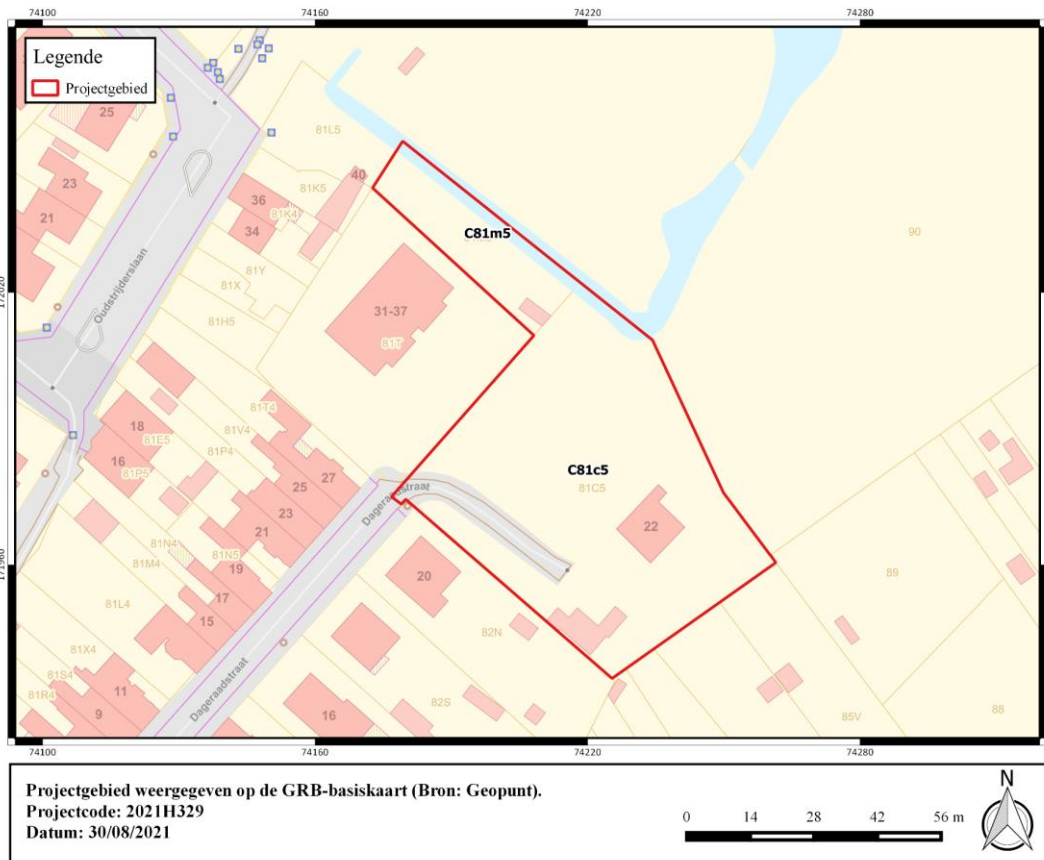 74100 74160 74220 74280
Legende
Projectgebied
25
23
21
81L5
40
81K5
36
81K4
34
C81m5
90
81Y
81X
Oudstrijderslaan
81H5
31-37
81T
172020
81T4
18
81V4
81E5
81P4
16
81P5
27
25
23
21
Dageraadstraat
C81c5
81C5
22
81N4
81N5
81M4
19
17
15
20
171960
89
81L4
82N
Dageraadstraat
81X4
81S4
81R4
11
9
16
82S
85V
88
74100 74160 74220 74280
Projectgebied weergegeven op de GRB-basiskaart (Bron: Geopunt).
Projectcode: 2021H329
Datum: 30/08/2021
0 14 28 42 56 m
N